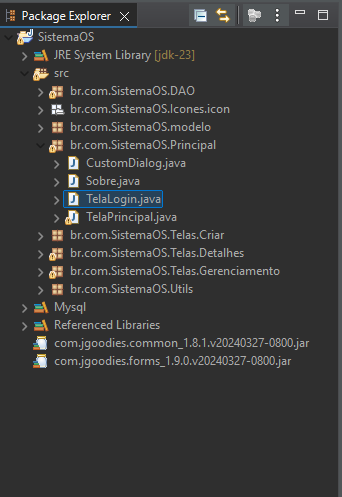 Package Explorer
SistemaOS
JRE System Library [jdk-23]
src
br.com.SistemaOS.DAO
br.com.SistemaOS.Icones.icon
br.com.SistemaOS.modelo
br.com.SistemaOS.Principal
CustomDialog.java
Sobre.java
TelaLogin.java
TelaPrincipal.java
br.com.SistemaOS.Telas.Criar
br.com.SistemaOS.Telas.Detalhes
br.com.SistemaOS.Telas.Gerenciamento
br.com.SistemaOS.Utils
Mysql
Referenced Libraries
com.jgoodies.common_1.8.1.v20240327-0800.jar
com.jgoodies.forms_1.9.0.v20240327-0800.jar